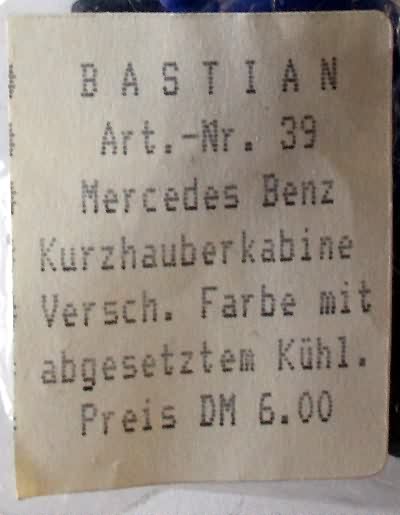 B A S T I A N
Art.-Nr. 39
Mercedes Benz
Kurzhauberkabine
Versch. Farbe mit
abgesetztem Kühl.
Preis DM 6.00